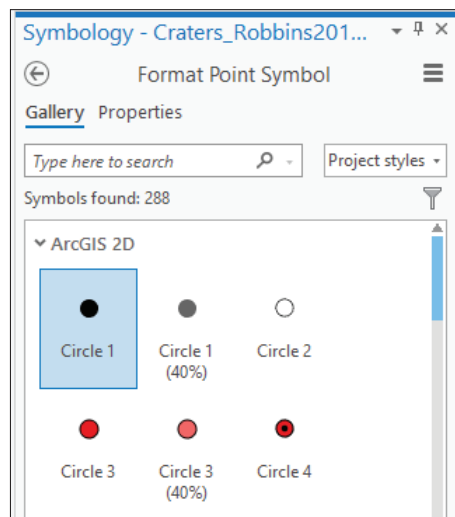 Symbology - Craters_Robbins201...
Format Point Symbol
Gallery Properties
Type here to search
Project styles
Symbols found: 288
ArcGIS 2D
Circle 1
Circle 1
(40%)
Circle 2
Circle 3
Circle 3
(40%)
Circle 4